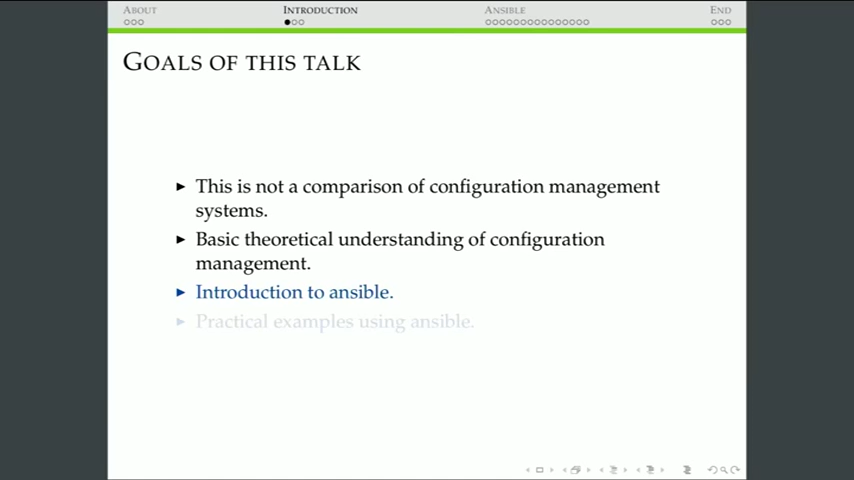 ABOUT INTRODUCTION ANSIBLE END
GOALS OF THIS TALK
This is not a comparison of configuration management
systems.
Basic theoretical understanding of configuration
management.
Introduction to ansible.
Practical examples using ansible.